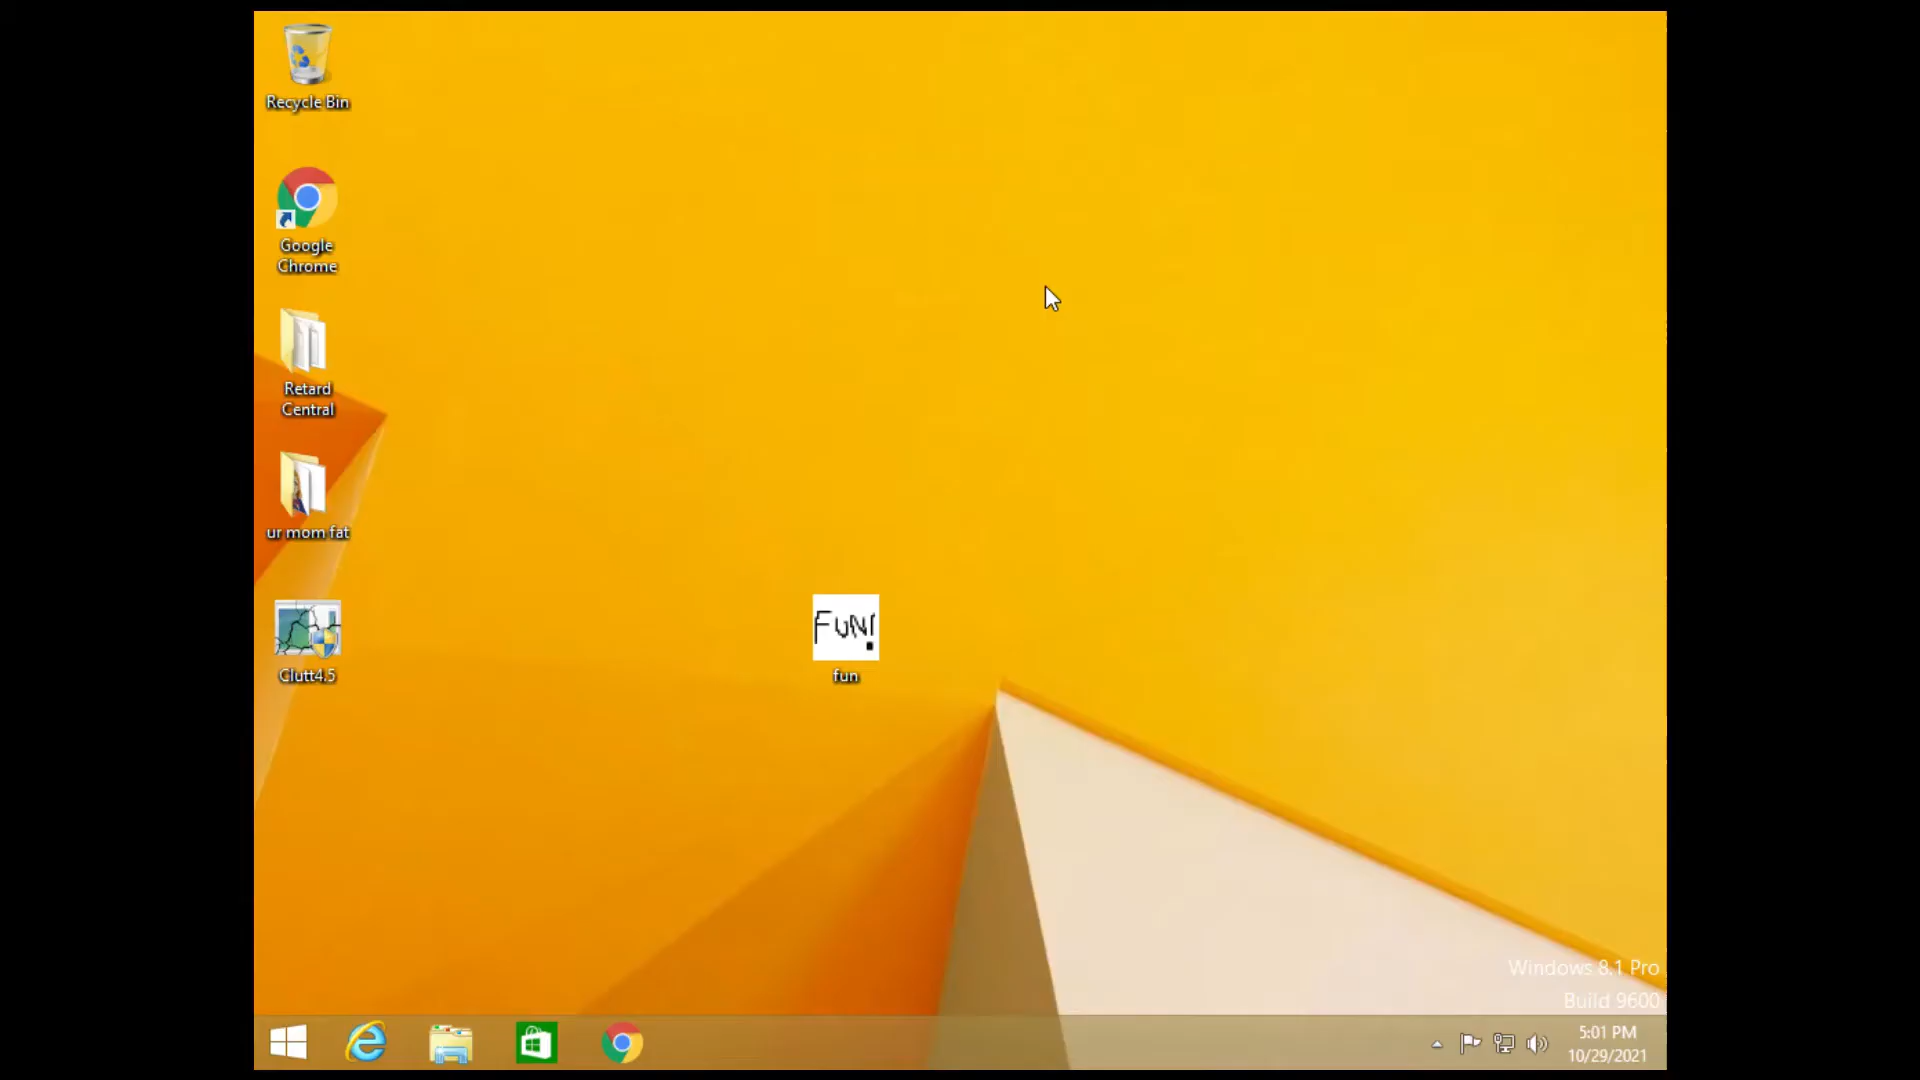 Recycle Bin
Google
Chrome
Retard
Central
ur mom fat
Clutt4.5
FUN!
fun
Windows 8.1 Pro
Build 9600
5:01 PM
10/29/2021